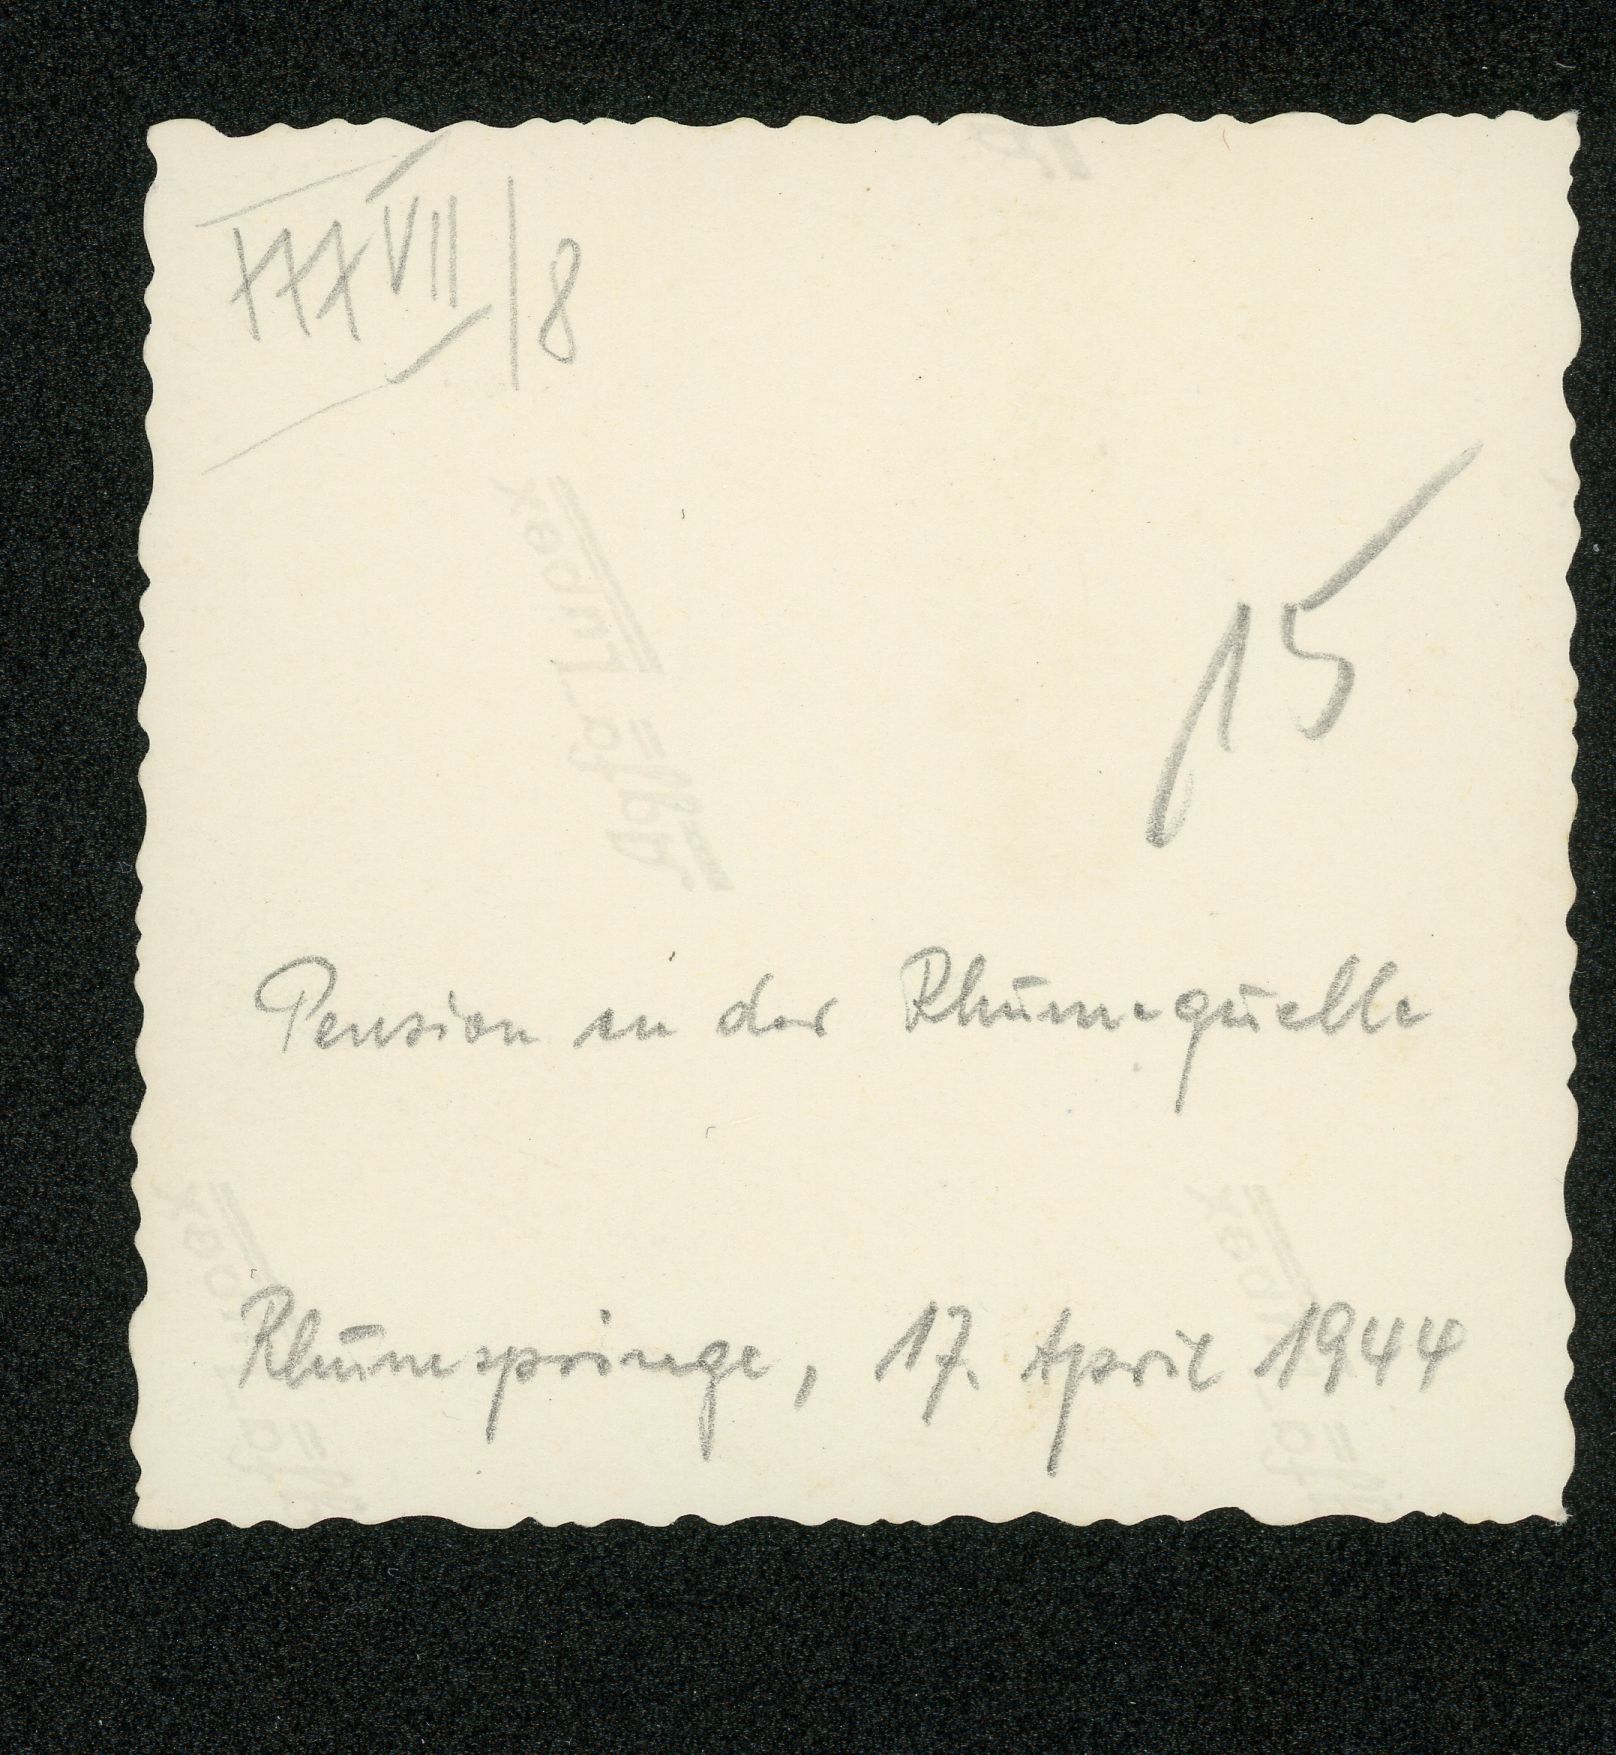 XXXVII/8
15
Pension an der Rhumequelle
Rhumspringe, 17. April 1944